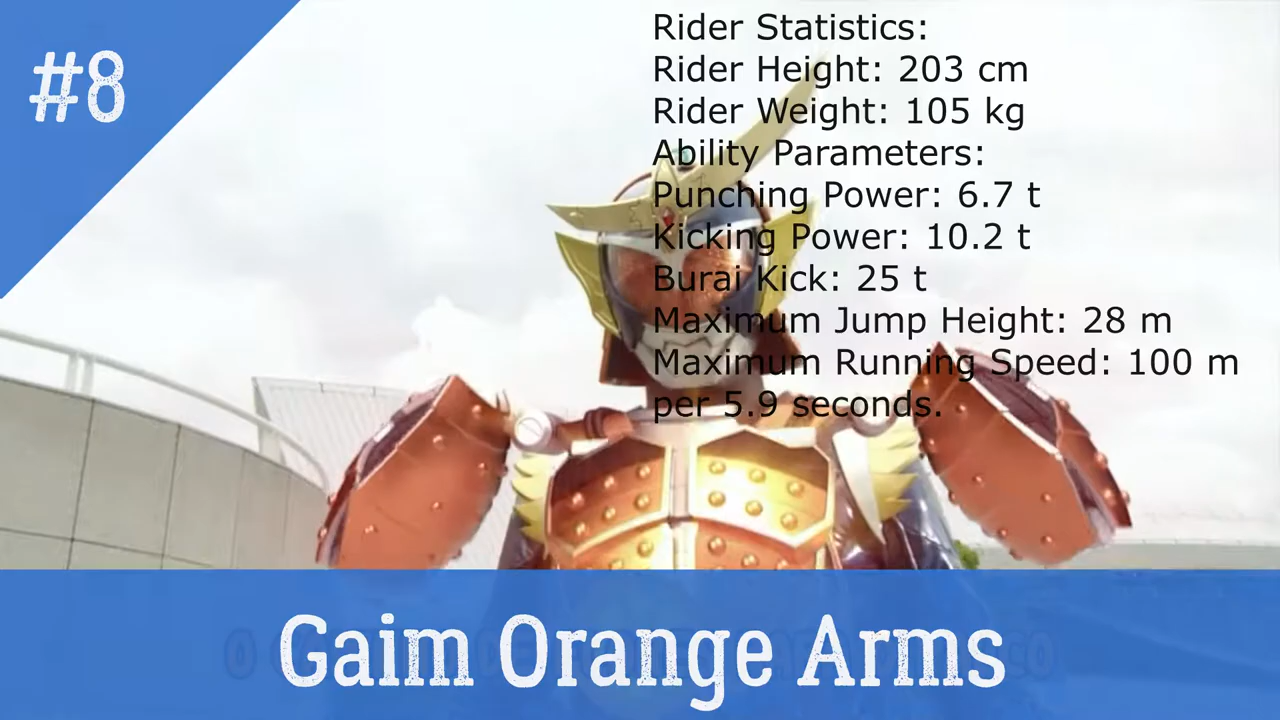 #8
Rider Statistics:
Rider Height: 203 cm
Rider Weight: 105 kg
Ability Parameters:
Punching Power: 6.7 t
Kicking Power: 10.2 t
Burai Kick: 25 t
Maximum Jump Height: 28 m
Maximum Running Speed: 100 m
per 5.9 seconds.
Gaim Orange Arms